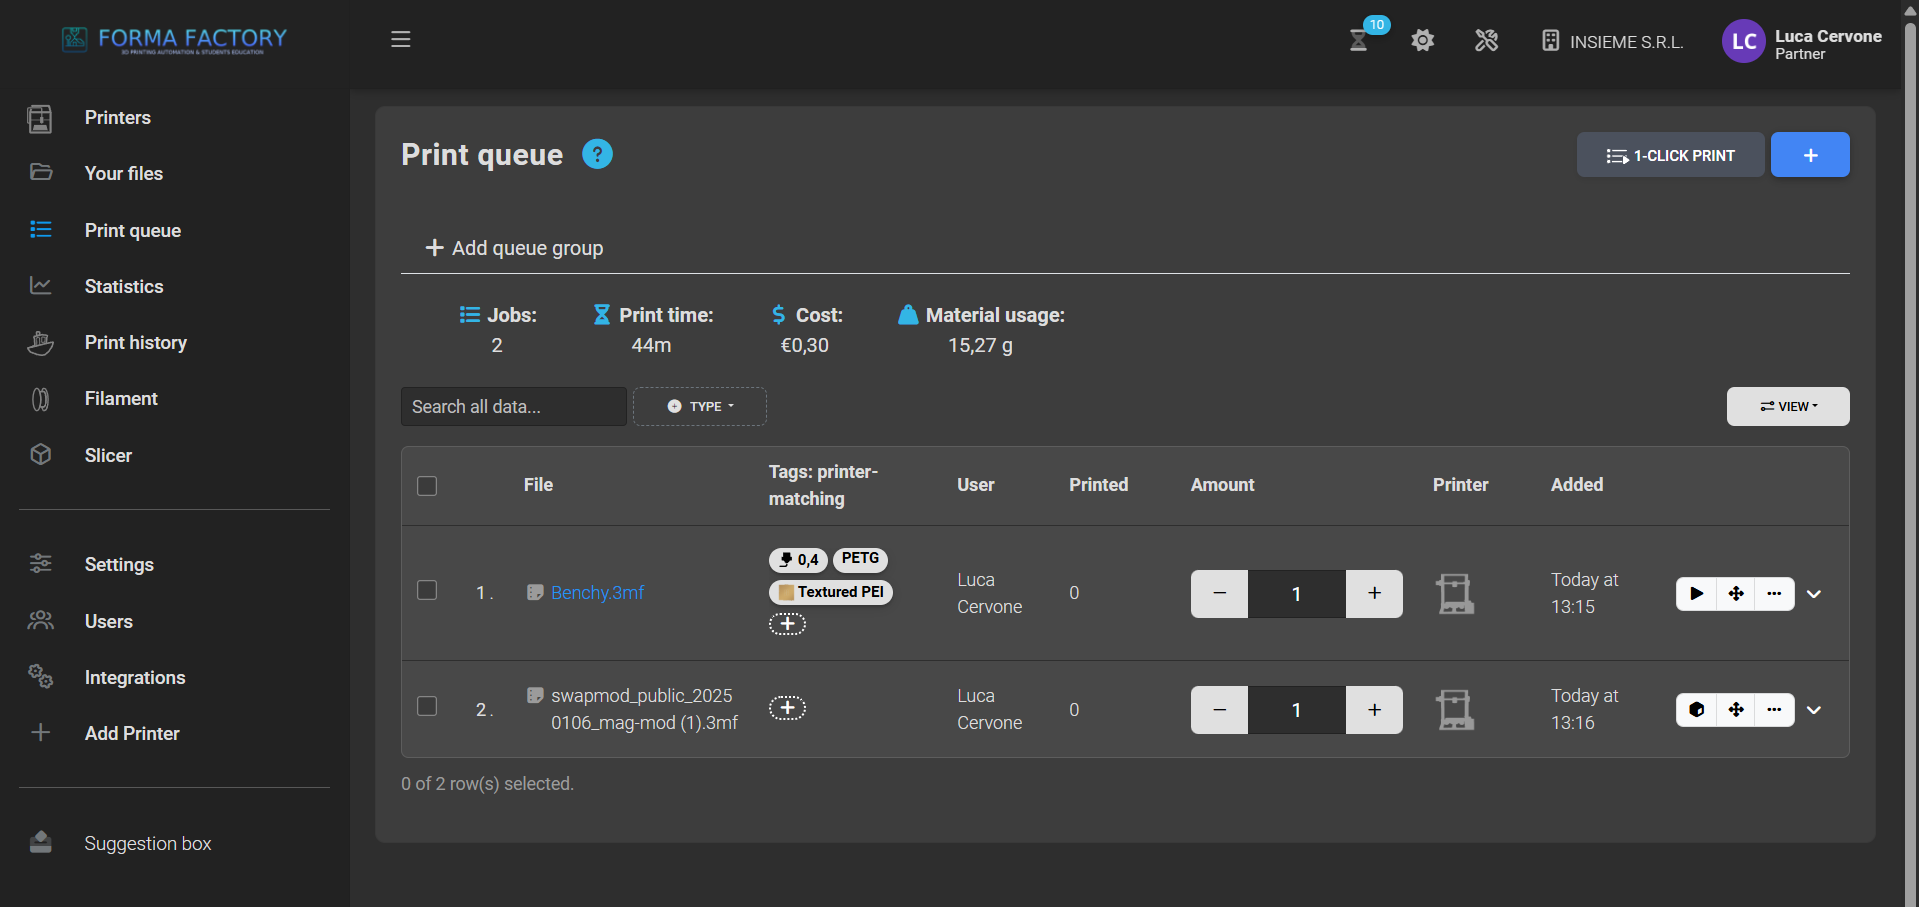 FORMA FACTORY
3D PRINTING AUTOMATION & STUDENTS EDUCATION
10
INSIEME S.R.L.
LC
Luca Cervone
Partner
Printers
Your files
Print queue
Statistics
Print history
Filament
Slicer
Settings
Users
Integrations
Add Printer
Suggestion box
Print queue
?
1-CLICK PRINT
+
+ Add queue group
Jobs:
2
Print time:
44m
$ Cost:
€0,30
Material usage:
15,27 g
Search all data...
TYPE
VIEW
File
Tags: printer-
matching
User
Printed
Amount
Printer
Added
1.
Benchy.3mf
0,4
PETG
Textured PEI
+
Luca
Cervone
0
− 1 +
Today at
13:15
2.
swapmod_public_2025
0106_mag-mod (1).3mf
+
Luca
Cervone
0
− 1 +
Today at
13:16
0 of 2 row(s) selected.